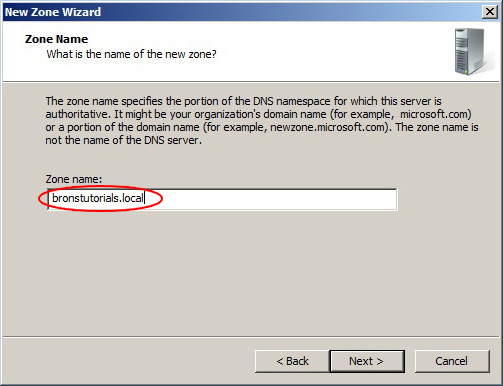 New Zone Wizard
Zone Name
What is the name of the new zone?
The zone name specifies the portion of the DNS namespace for which this server is
authoritative. It might be your organization's domain name (for example, microsoft.com)
or a portion of the domain name (for example, newzone.microsoft.com). The zone name is
not the name of the DNS server.
Zone name:
bronstutorials.local
< Back
Next >
Cancel